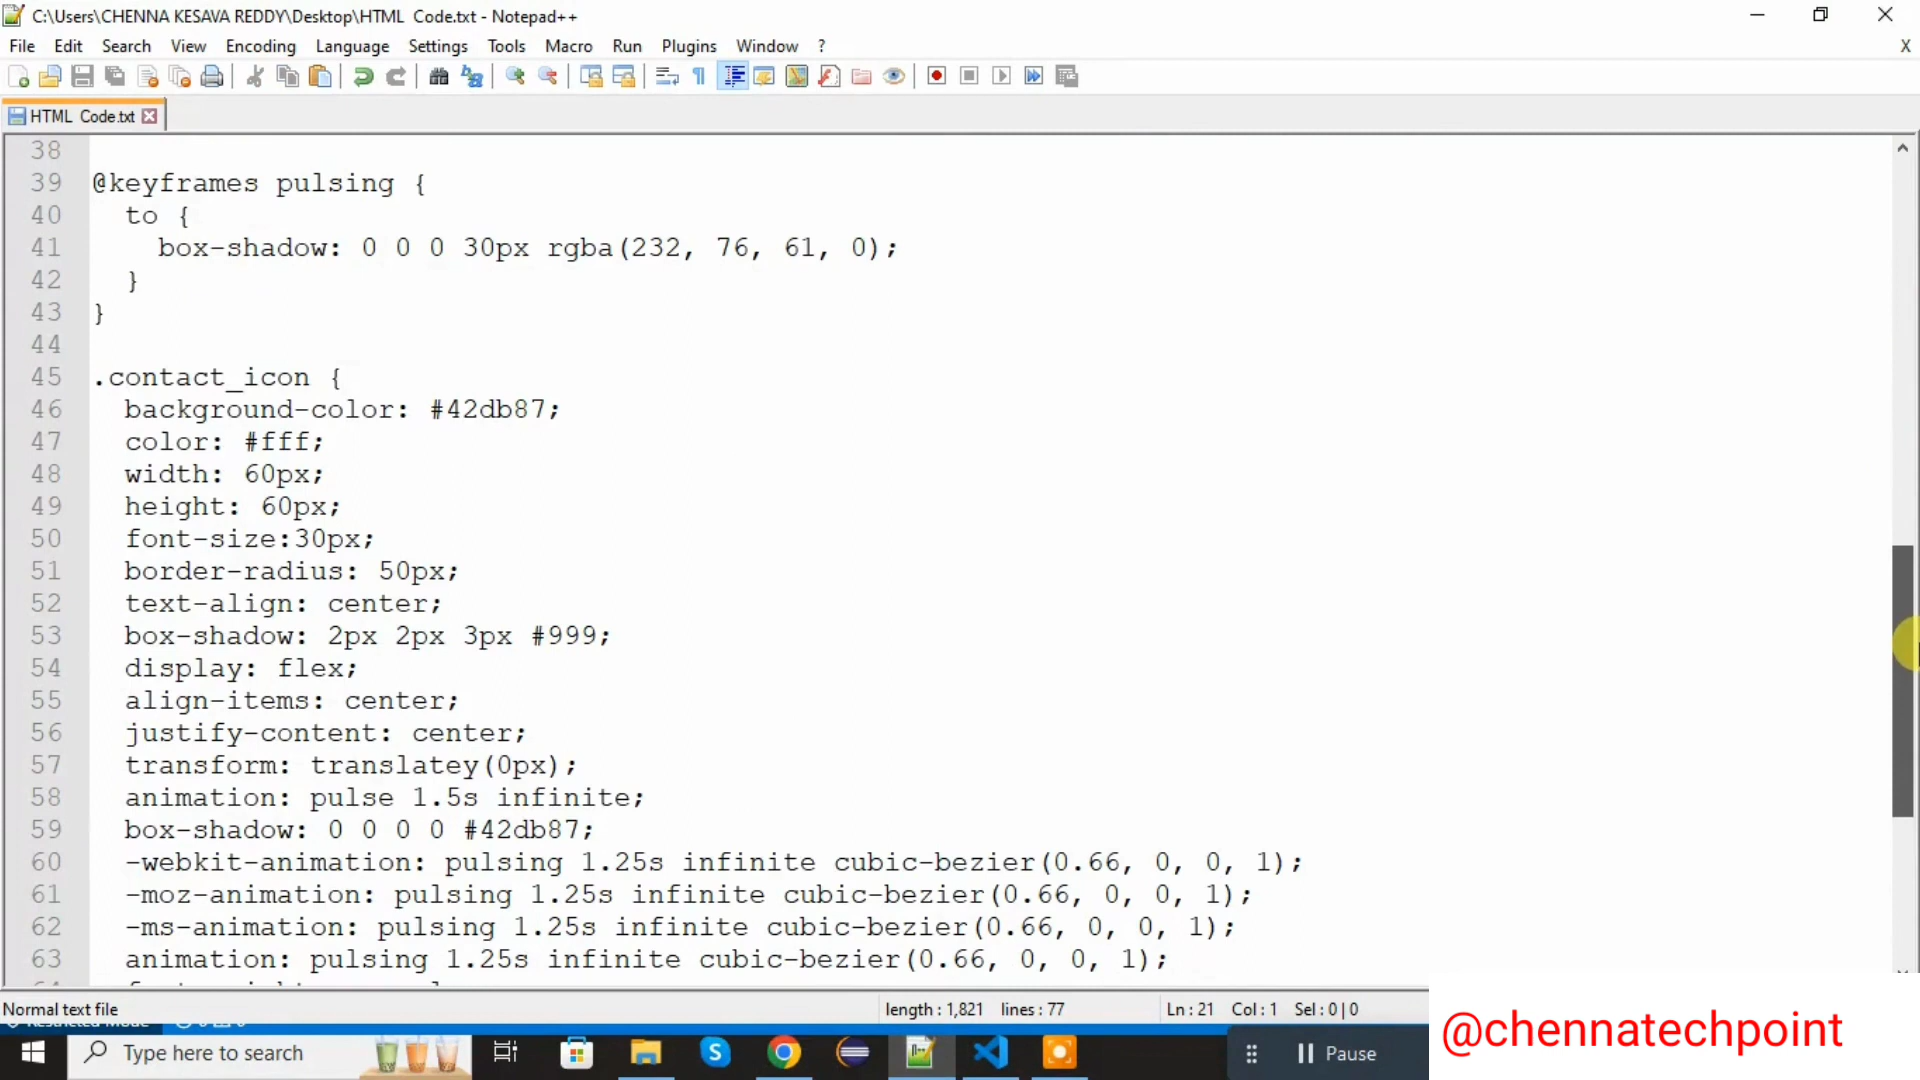 C:\Users\CHENNA KESAVA REDDY\Desktop\HTML Code.txt - Notepad++
File Edit Search View Encoding Language Settings Tools Macro Run Plugins Window ? X
HTML Code.txt
38
39 @keyframes pulsing {
40 to {
41 box-shadow: 0 0 0 30px rgba(232, 76, 61, 0);
42 }
43 }
44
45 .contact_icon {
46 background-color: #42db87;
47 color: #fff;
48 width: 60px;
49 height: 60px;
50 font-size:30px;
51 border-radius: 50px;
52 text-align: center;
53 box-shadow: 2px 2px 3px #999;
54 display: flex;
55 align-items: center;
56 justify-content: center;
57 transform: translatey(0px);
58 animation: pulse 1.5s infinite;
59 box-shadow: 0 0 0 0 #42db87;
60 -webkit-animation: pulsing 1.25s infinite cubic-bezier(0.66, 0, 0, 1);
61 -moz-animation: pulsing 1.25s infinite cubic-bezier(0.66, 0, 0, 1);
62 -ms-animation: pulsing 1.25s infinite cubic-bezier(0.66, 0, 0, 1);
63 animation: pulsing 1.25s infinite cubic-bezier(0.66, 0, 0, 1);
Normal text file length : 1,821 lines : 77 Ln : 21 Col : 1 Sel : 0 | 0
Type here to search
Pause
@chennatechpoint